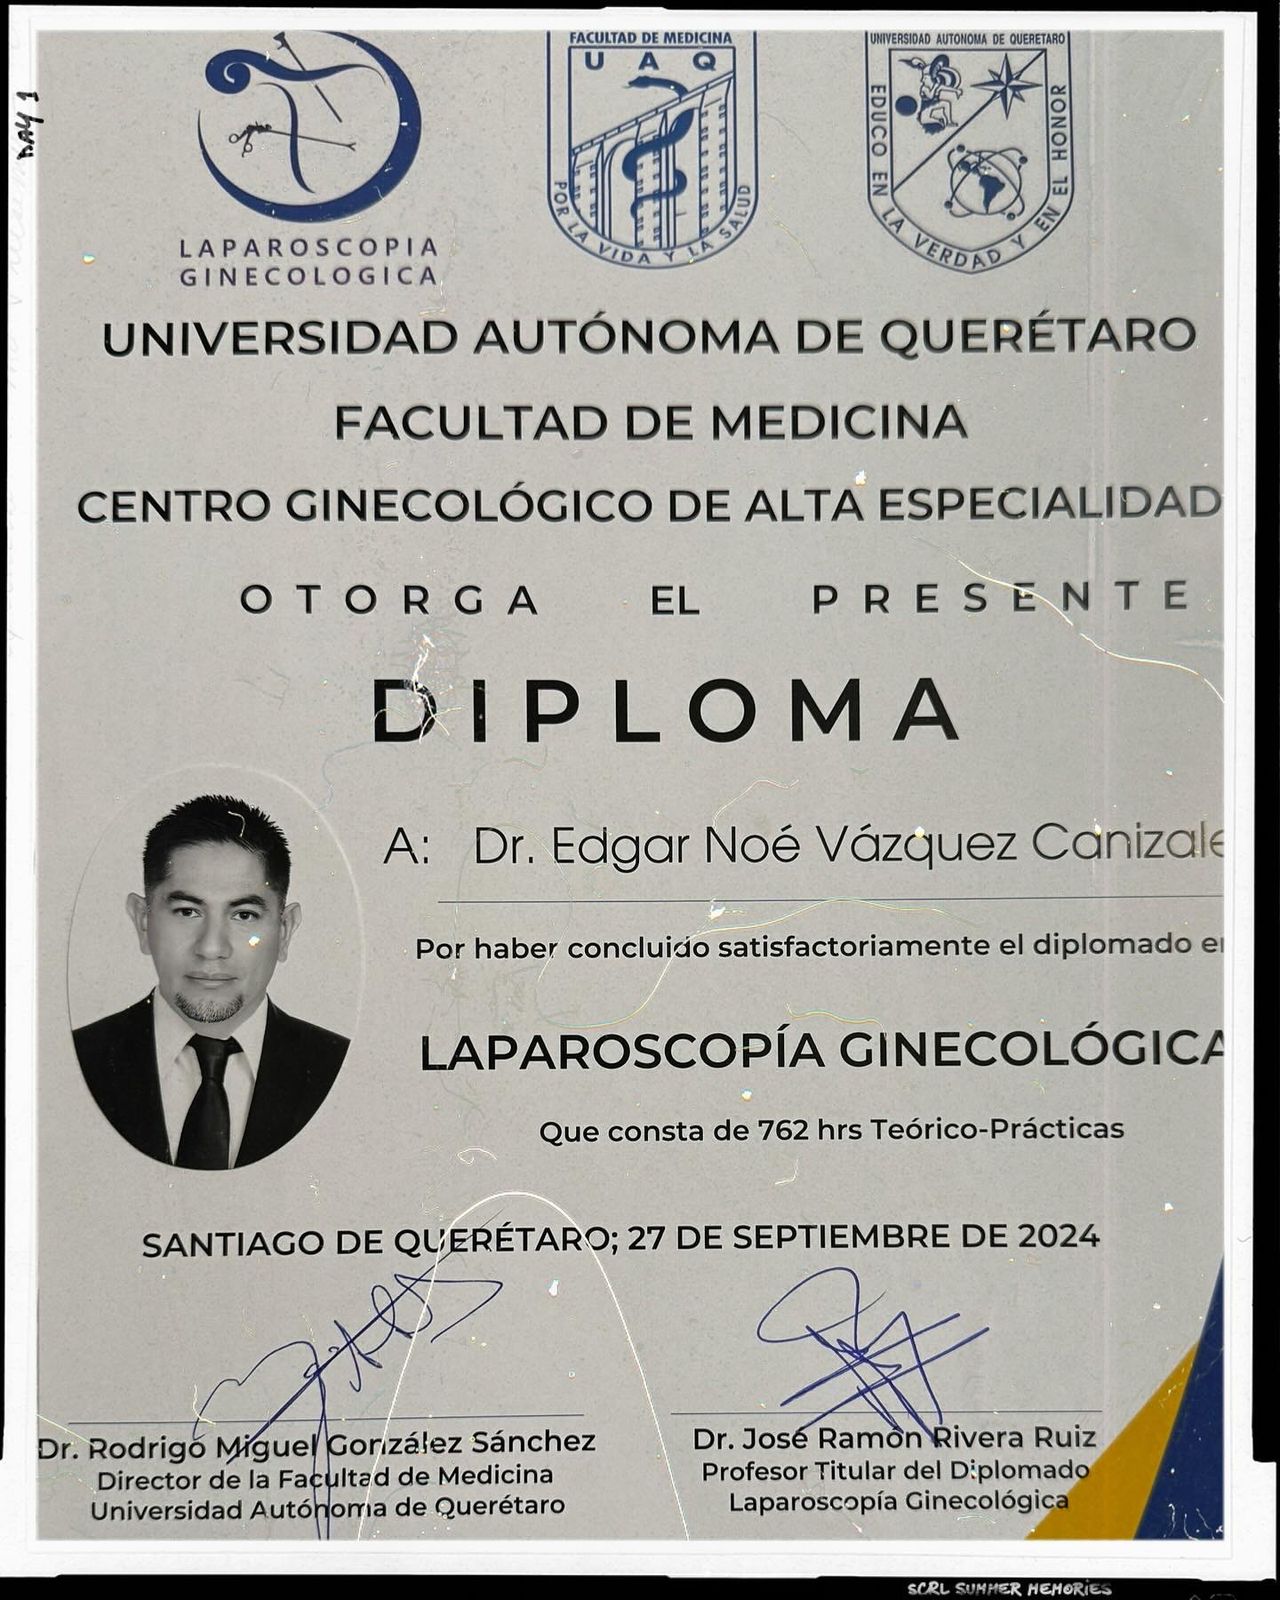 DAY 1
LAPAROSCOPIA
GINECOLOGICA
FACULTAD DE MEDICINA
U A Q
POR LA VIDA Y LA SALUD
UNIVERSIDAD AUTONOMA DE QUERETARO
EDUCO EN LA VERDAD Y EN EL HONOR
UNIVERSIDAD AUTÓNOMA DE QUERÉTARO
FACULTAD DE MEDICINA
CENTRO GINECOLÓGICO DE ALTA ESPECIALIDAD
OTORGA EL PRESENTE
DIPLOMA
A: Dr. Edgar Noé Vázquez Canizale
Por haber concluido satisfactoriamente el diplomado e
LAPAROSCOPÍA GINECOLÓGICA
Que consta de 762 hrs Teórico-Prácticas
SANTIAGO DE QUERÉTARO; 27 DE SEPTIEMBRE DE 2024
Dr. Rodrigo Miguel González Sánchez
Director de la Facultad de Medicina
Universidad Autónoma de Querétaro
Dr. José Ramón Rivera Ruiz
Profesor Titular del Diplomado
Laparoscopía Ginecológica
SCRL SUMMER MEMORIES